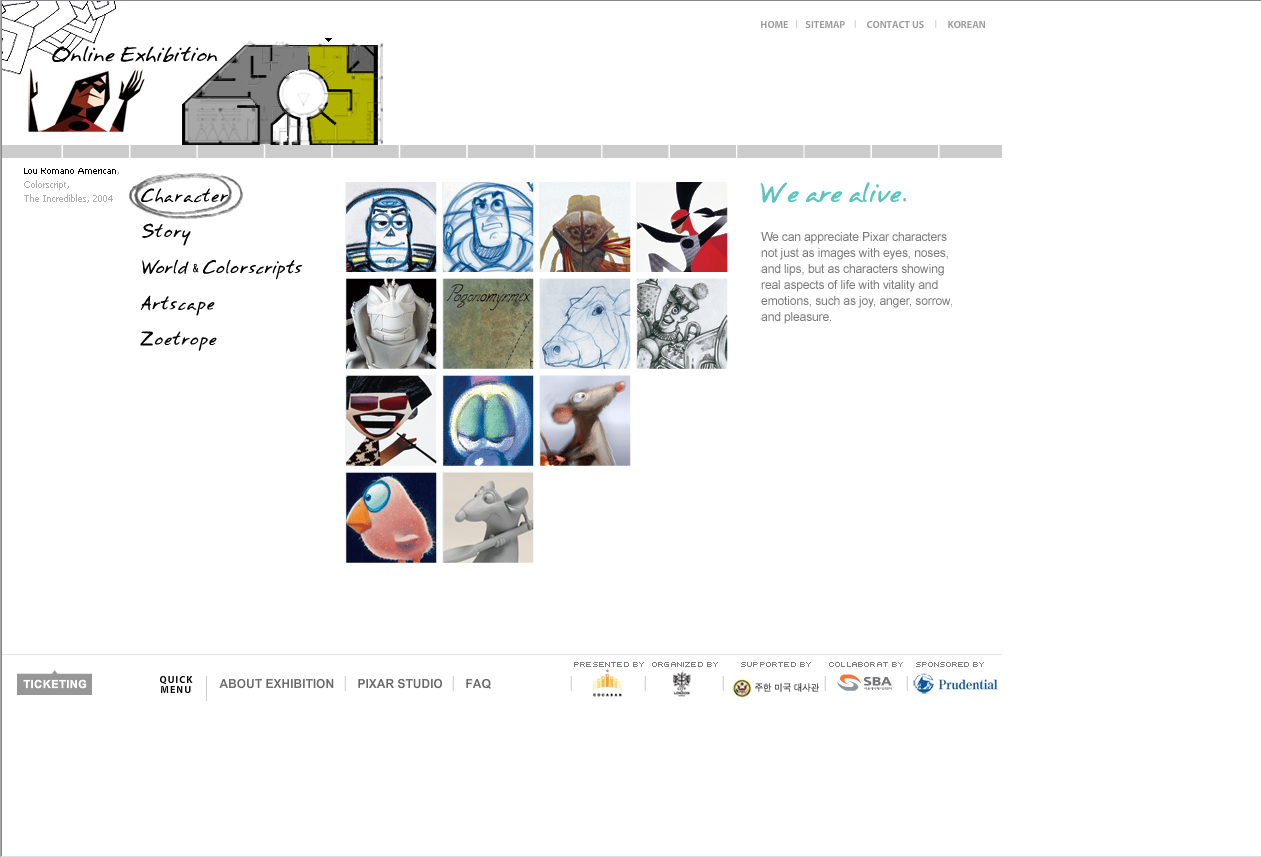 HOME
SITEMAP
CONTACT US
KOREAN
Online Exhibition
Lou Romano American,
Colorscript,
The Incredibles, 2004
Character
Story
World & Colorscripts
Artscape
Zoetrope
Pogonomyrmex
We are alive.
We can appreciate Pixar characters
not just as images with eyes, noses,
and lips, but as characters showing
real aspects of life with vitality and
emotions, such as joy, anger, sorrow,
and pleasure.
TICKETING
QUICK
MENU
ABOUT EXHIBITION
PIXAR STUDIO
FAQ
PRESENTED BY
COCABAN
ORGANIZED BY
SUPPORTED BY
주한 미국 대사관
COLLABORAT BY
SBA
SPONSORED BY
Prudential